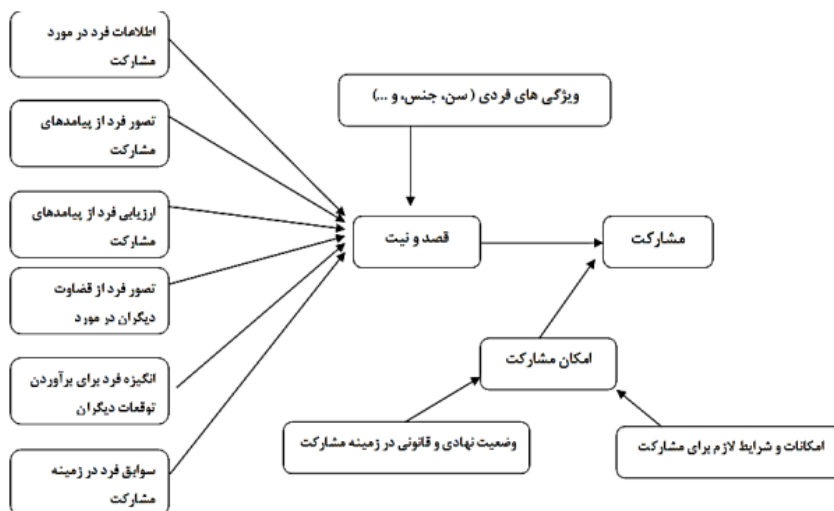 اطلاعات فرد در مورد
مشارکت
ویژگی های فردی ( سن، جنس، و ...)
تصور فرد از پیامدهای
مشارکت
ارزیابی فرد از پیامدهای
مشارکت
قصد و نیت
مشارکت
تصور فرد از قضاوت
دیگران در مورد
امکان مشارکت
انگیزه فرد برای برآوردن
توقعات دیگران
وضعیت نهادی و قانونی در زمینه مشارکت
امکانات و شرایط لازم برای مشارکت
سوابق فرد در زمینه
مشارکت